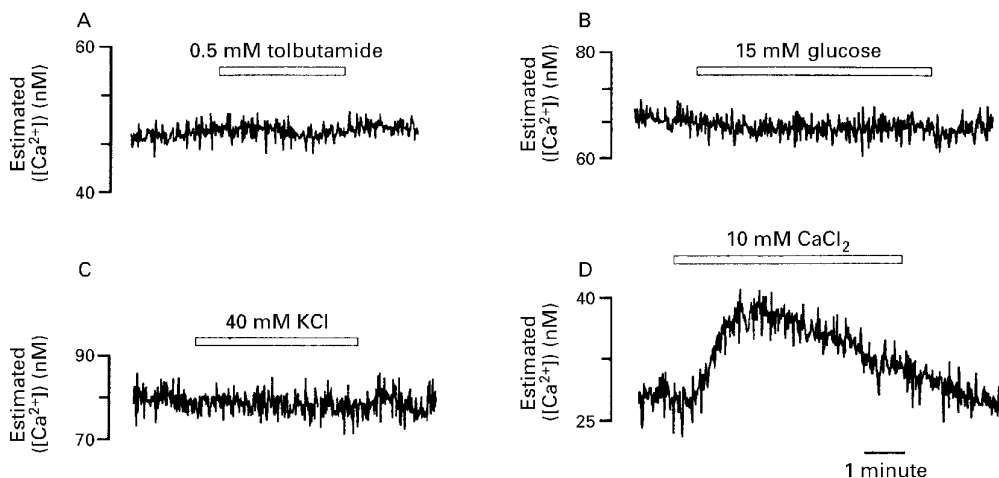 A
0.5 mM tolbutamide
60
40
Estimated
([Ca²⁺]) (nM)
B
15 mM glucose
80
60
Estimated
([Ca²⁺]) (nM)
C
40 mM KCl
90
70
Estimated
([Ca²⁺]) (nM)
D
10 mM CaCl₂
40
25
Estimated
([Ca²⁺]) (nM)
1 minute